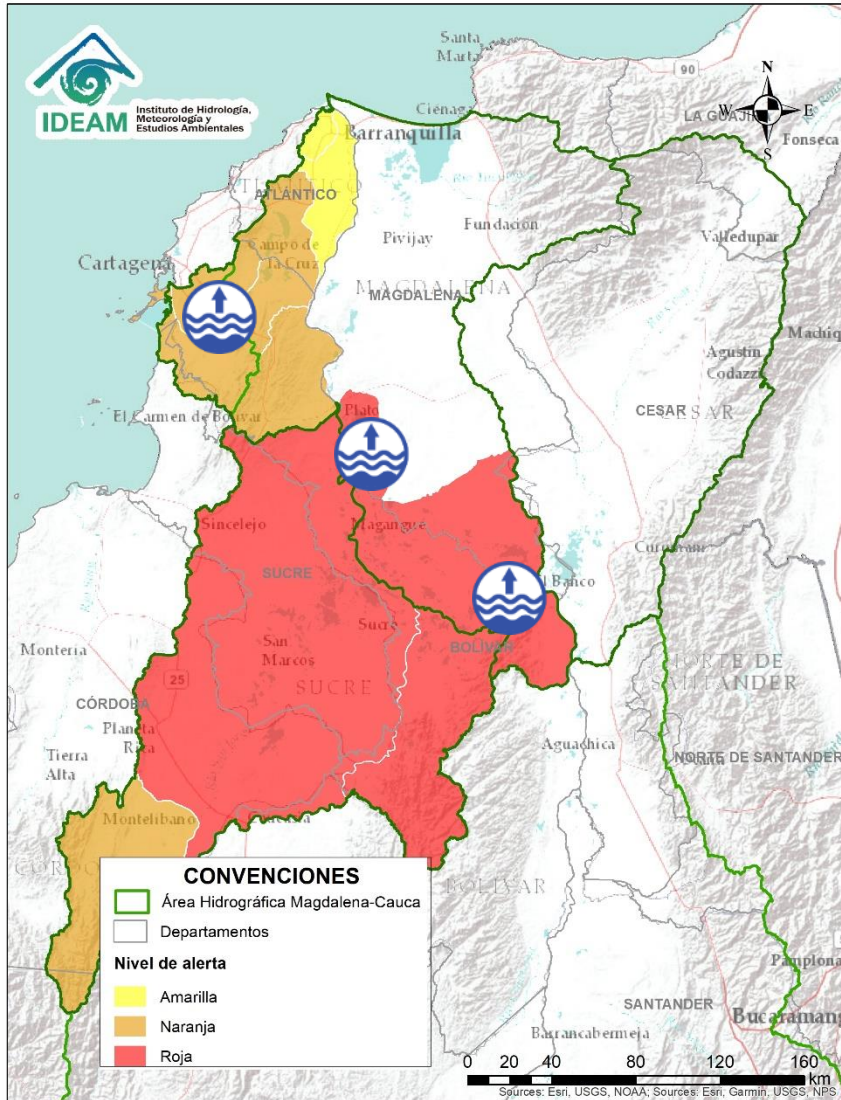 IDEAM
Instituto de Hidrología,
Meteorología y
Estudios Ambientales
Santa
Marta
90
N
W
E
S
Ciénaga
LA GUAJIRA
Barranquilla
Fonseca
ATLÁNTICO
Fundación
Pivijay
Valledupar
Campo de
la Cruz
Cartagena
MAGDALENA
MAGDALENA
Agustín
Codazzi
El Carmen de Bolívar
Plato
CESAR
CESAR
Sincelejo
Magangué
SUCRE
El Banco
Sucre
Montería
San
Marcos
BOLÍVAR
NORTE DE
SANTANDER
25
SUCRE
CÓRDOBA
Planeta
Rica
Aguachica
Tierra
Alta
NORTE DE SANTANDER
Montelíbano
BOLÍVAR
CONVENCIONES
Área Hidrográfica Magdalena-Cauca
Departamentos
Nivel de alerta
Amarilla
Naranja
Roja
Pamplona
SANTANDER
Barrancabermeja
0 20 40 80 120 160
km
Sources: Esri, USGS, NOAA; Sources: Esri, Garmin, USGS, NPS